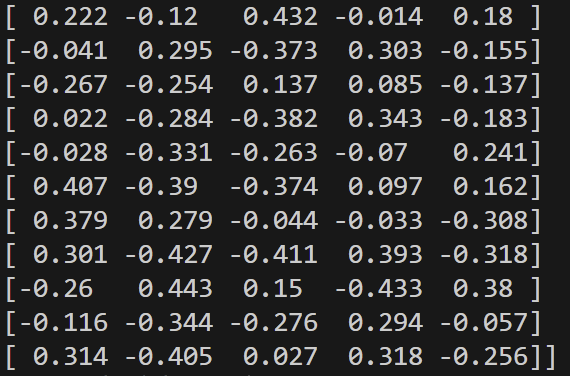 [ 0.222 -0.12   0.432 -0.014  0.18 ]
[-0.041  0.295 -0.373  0.303 -0.155]
[-0.267 -0.254  0.137  0.085 -0.137]
[ 0.022 -0.284 -0.382  0.343 -0.183]
[-0.028 -0.331 -0.263 -0.07   0.241]
[ 0.407 -0.39  -0.374  0.097  0.162]
[ 0.379  0.279 -0.044 -0.033 -0.308]
[ 0.301 -0.427 -0.411  0.393 -0.318]
[-0.26   0.443  0.15  -0.433  0.38 ]
[-0.116 -0.344 -0.276  0.294 -0.057]
[ 0.314 -0.405  0.027  0.318 -0.256]]